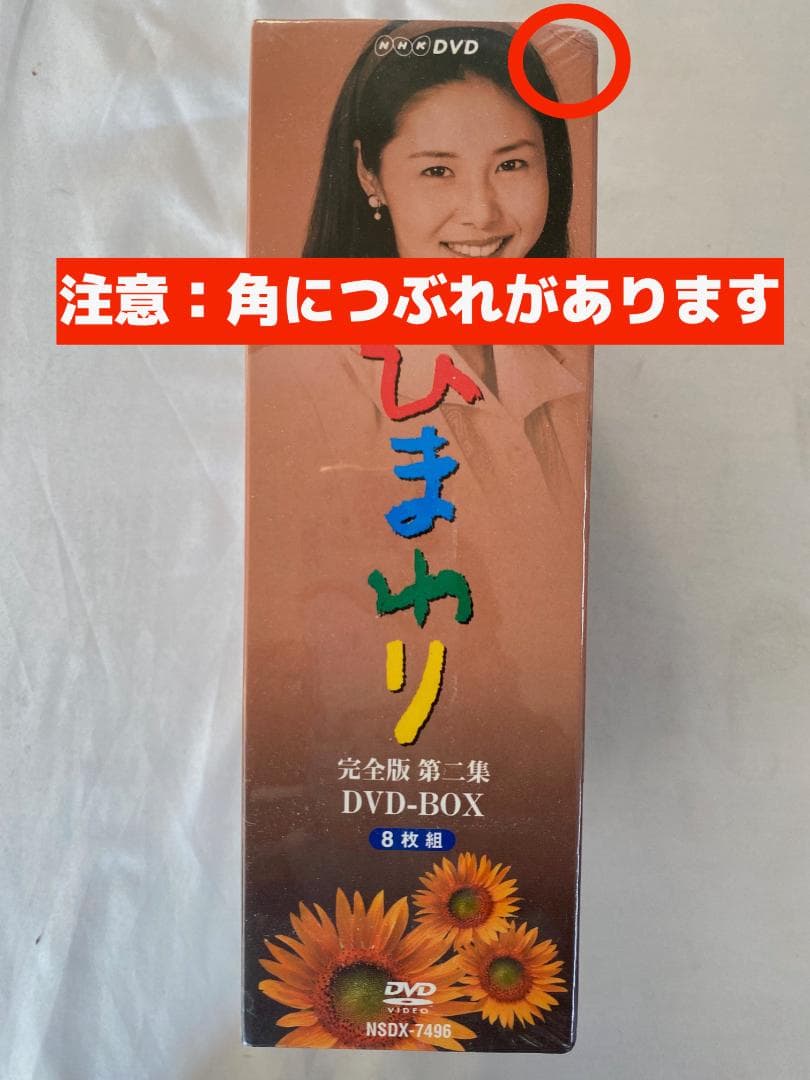 NHK DVD
注意：角につぶれがあります
ひまわり
完全版 第二集
DVD-BOX
8枚組
DVD
VIDEO
NSDX-7496